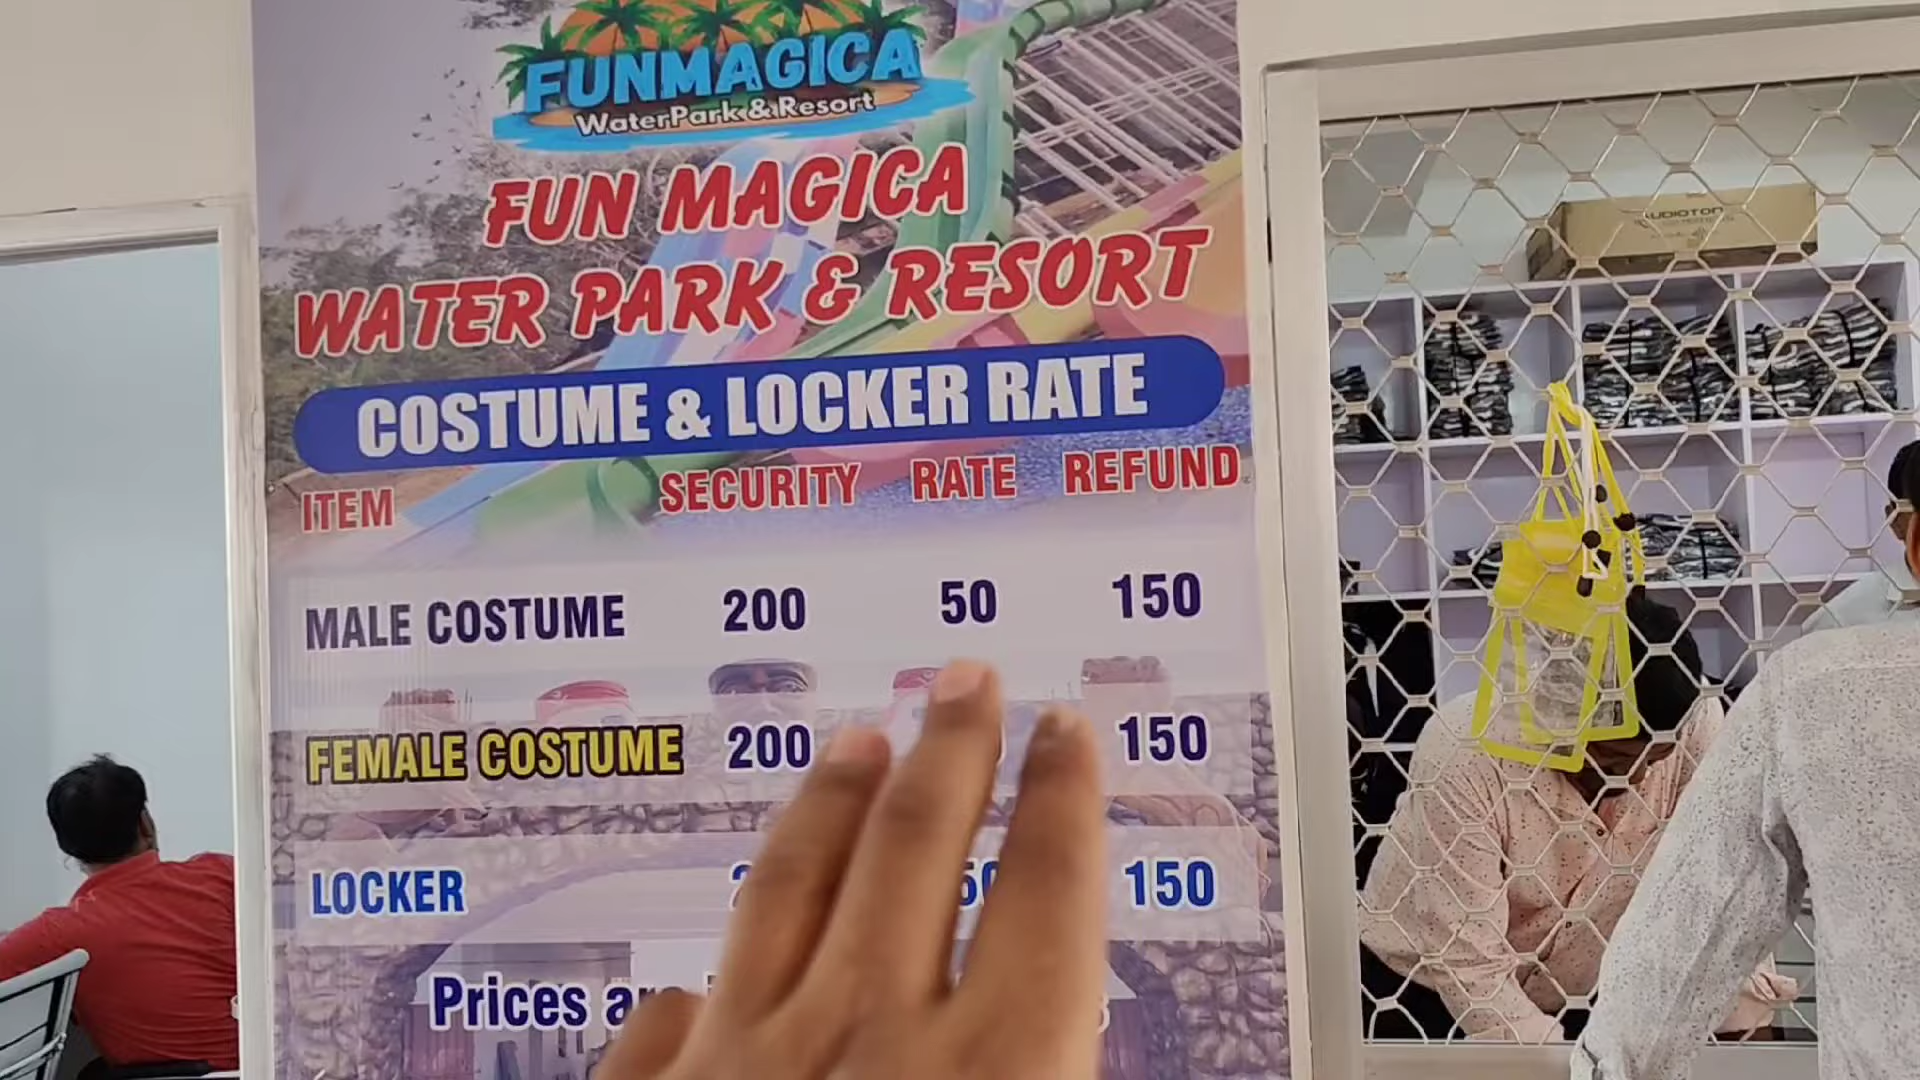 FUNMAGICA
WaterPark & Resort
FUN MAGICA
WATER PARK & RESORT
COSTUME & LOCKER RATE
ITEM SECURITY RATE REFUND
MALE COSTUME 200 50 150
FEMALE COSTUME 200 150
LOCKER 150
Prices